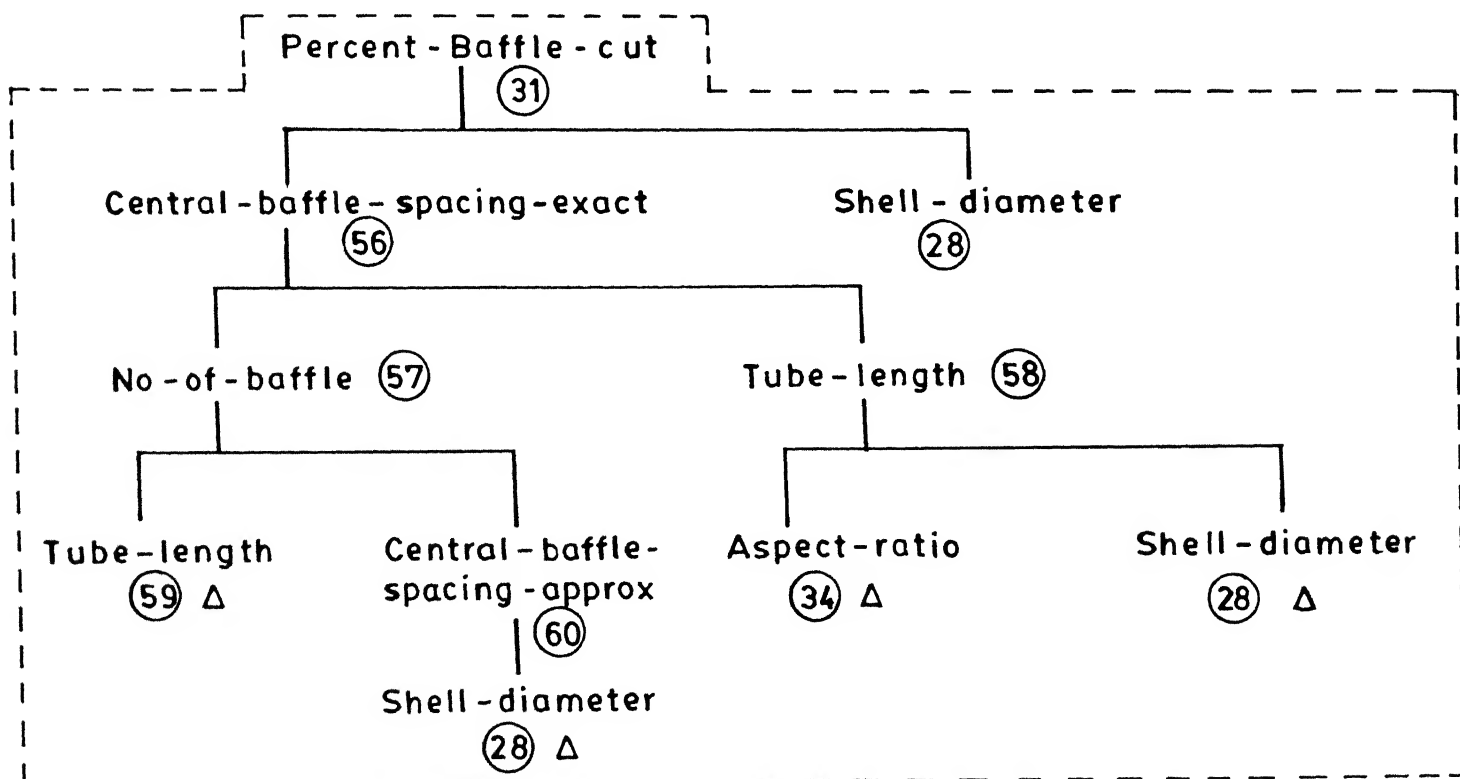 Percent-Baffle-cut
31
Central-baffle-spacing-exact
56
Shell-diameter
28
No-of-baffle 57
Tube-length 58
Tube-length
59 Δ
Central-baffle-
spacing-approx
60
Aspect-ratio
34 Δ
Shell-diameter
28 Δ
Shell-diameter
28 Δ